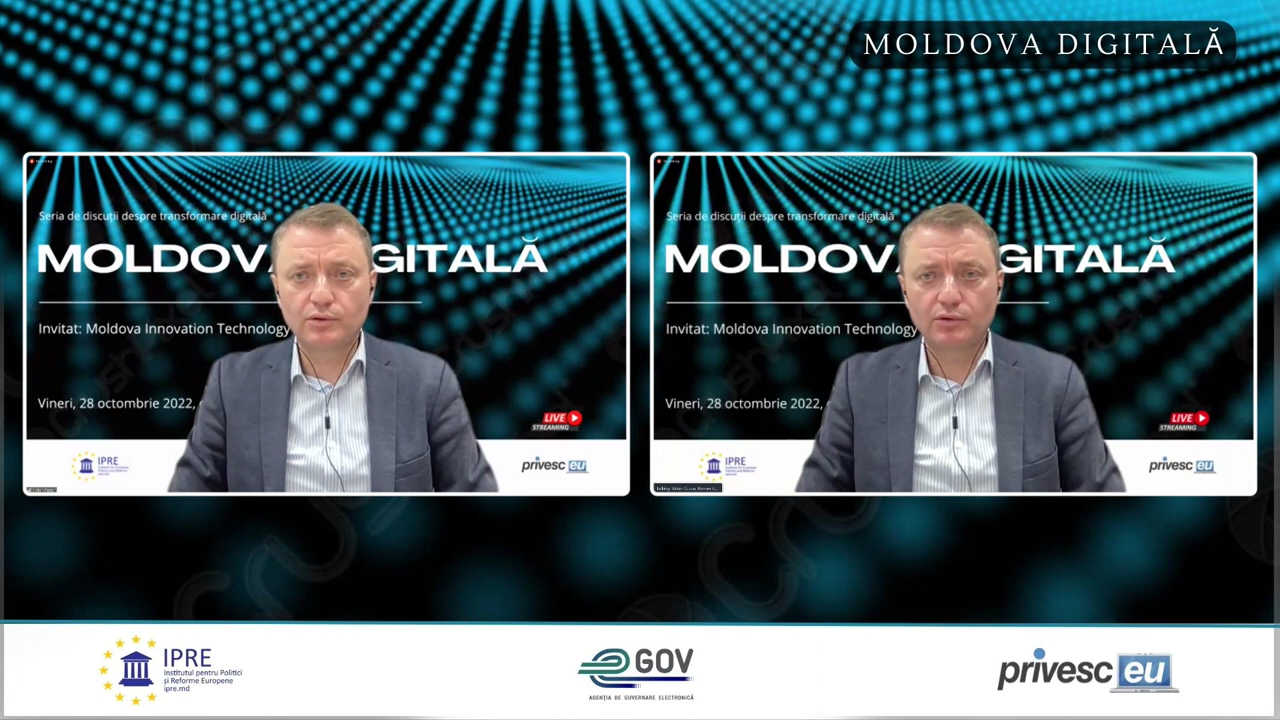 MOLDOVA DIGITALĂ
Seria de discuții despre transformare digitală
MOLDOV GITALĂ
Invitat: Moldova Innovation Technology
Vineri, 28 octombrie 2022,
LIVE
STREAMING
IPRE
privesc eu
Seria de discuții despre transformare digitală
MOLDOV GITALĂ
Invitat: Moldova Innovation Technology
Vineri, 28 octombrie 2022,
LIVE
STREAMING
IPRE
privesc eu
IPRE
Institutul pentru Politici
și Reforme Europene
ipre.md
eGOV
AGENȚIA DE GUVERNARE ELECTRONICĂ
privesc eu